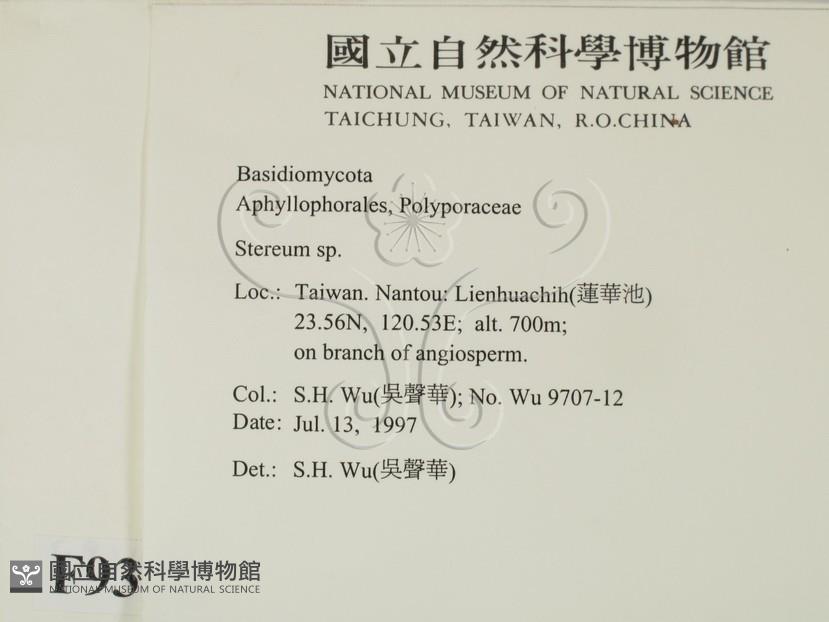 國立自然科學博物館
NATIONAL MUSEUM OF NATURAL SCIENCE
TAICHUNG, TAIWAN, R.O.CHINA
Basidiomycota
Aphyllophorales, Polyporaceae
Stereum sp.
Loc.: Taiwan. Nantou: Lienhuachih(蓮華池)
23.56N, 120.53E; alt. 700m;
on branch of angiosperm.
Col.: S.H. Wu(吳聲華); No. Wu 9707-12
Date: Jul. 13, 1997
Det.: S.H. Wu(吳聲華)
F93
國立自然科學博物館
NATIONAL MUSEUM OF NATURAL SCIENCE